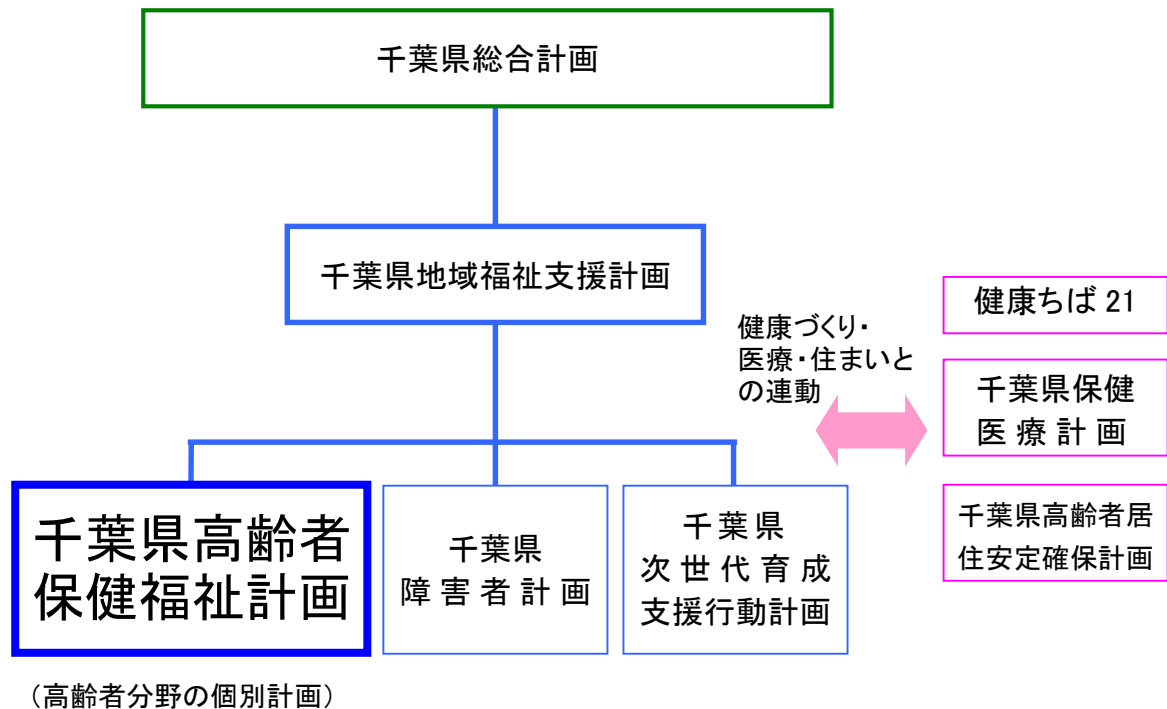 千葉県総合計画
千葉県地域福祉支援計画
健康づくり・
医療・住まいと
の連動
健康ちば 21
千葉県保健
医療計画
千葉県高齢者居
住安定確保計画
千葉県高齢者
保健福祉計画
千葉県
障害者計画
千葉県
次世代育成
支援行動計画
（高齢者分野の個別計画）